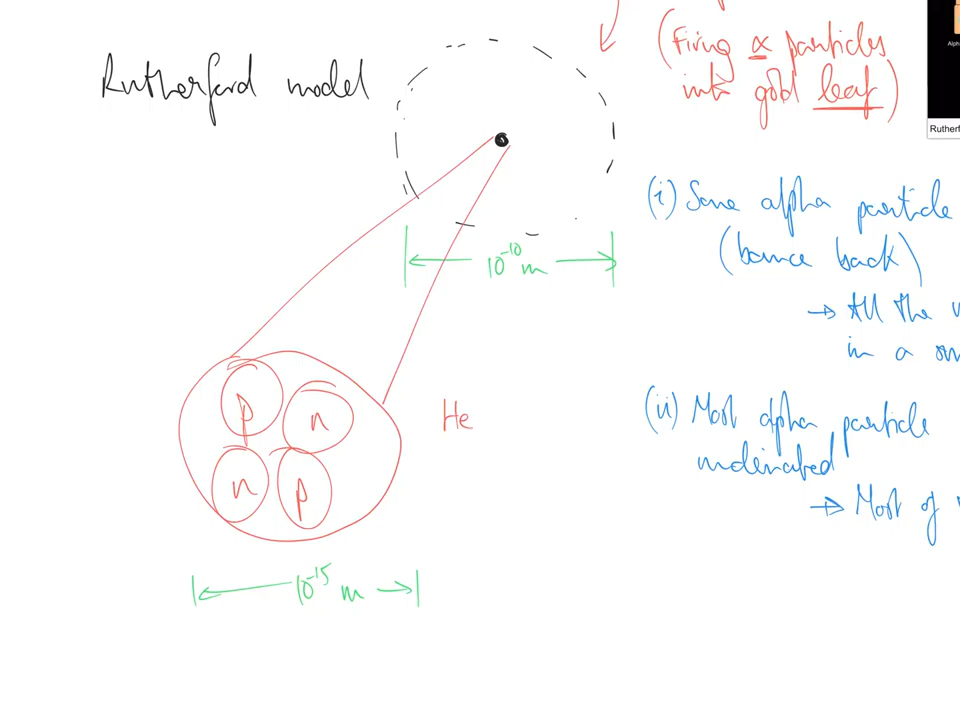 Rutherford model
(Firing α particles
into gold leaf)
Alph
Rutherf
(i) Some alpha particle
(bounce back)
→ All the
in a
10⁻¹⁰ m
p
n
n
p
He
(ii) Most alpha particle
→ Most of
10⁻¹⁵ m